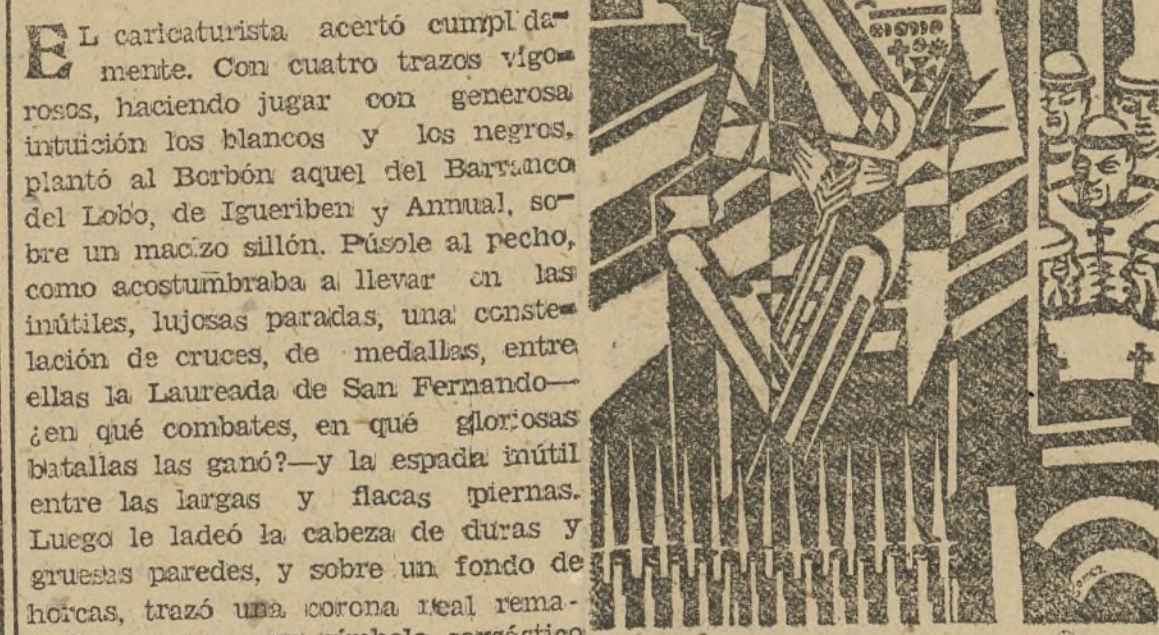 EL caricaturista acertó cumplida-
mente. Con cuatro trazos vigo-
rosos, haciendo jugar con generosa
intuición los blancos y los negros,
plantó al Borbón aquel del Barranco
del Lobo, de Igueriben y Annual, so-
bre un macizo sillón. Púsole al pecho,
como acostumbraba a llevar en las
inútiles, lujosas paradas, una conste-
lación de cruces, de medallas, entre
ellas la Laureada de San Fernando—
¿en qué combates, en qué gloriosas
batallas las ganó?—y la espada inútil
entre las largas y flacas piernas.
Luego le ladeó la cabeza de duras y
gruesas paredes, y sobre un fondo de
horcas, trazó una corona real rema-